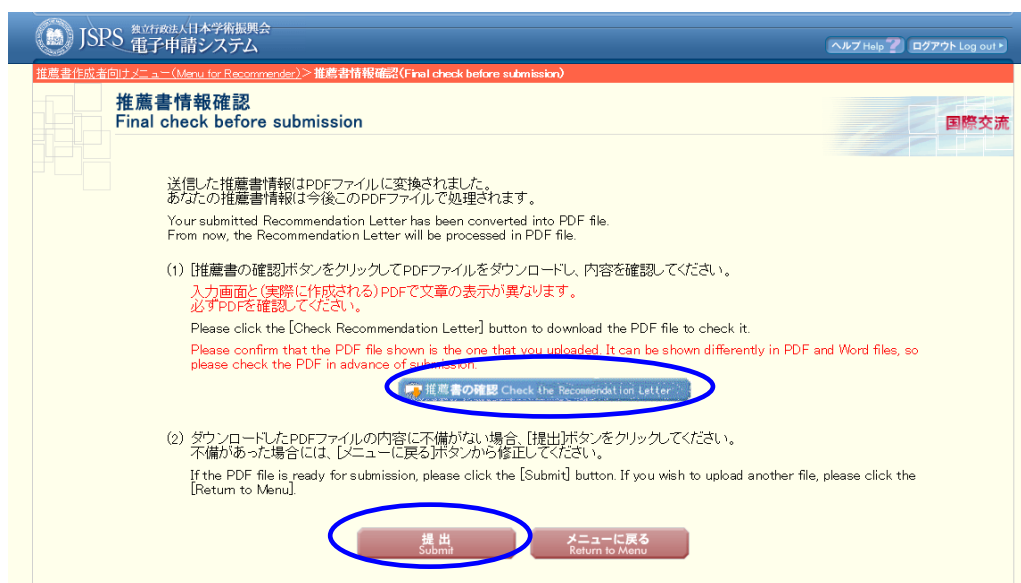 JSPS 独立行政法人日本学術振興会
電子申請システム
ヘルプ Help ? ログアウト Log out
推薦書作成者向けメニュー(Menu for Recommender)>推薦書情報確認(Final check before submission)
推薦書情報確認
Final check before submission
国際交流
送信した推薦書情報はPDFファイルに変換されました。
あなたの推薦書情報は今後このPDFファイルで処理されます。
Your submitted Recommendation Letter has been converted into PDF file.
From now, the Recommendation Letter will be processed in PDF file.
(1) [推薦書の確認]ボタンをクリックしてPDFファイルをダウンロードし、内容を確認してください。
入力画面と(実際に作成される)PDFで文章の表示が異なります。
必ずPDFを確認してください。
Please click the [Check Recommendation Letter] button to download the PDF file to check it.
Please confirm that the PDF file shown is the one that you uploaded. It can be shown differently in PDF and Word files, so
please check the PDF in advance of submission.
推薦書の確認 Check the Recommendation Letter
(2) ダウンロードしたPDFファイルの内容に不備がない場合、[提出]ボタンをクリックしてください。
不備があった場合には、[メニューに戻る]ボタンから修正してください。
If the PDF file is ready for submission, please click the [Submit] button. If you wish to upload another file, please click the
[Return to Menu].
提 出 メニューに戻る
Submit Return to Menu